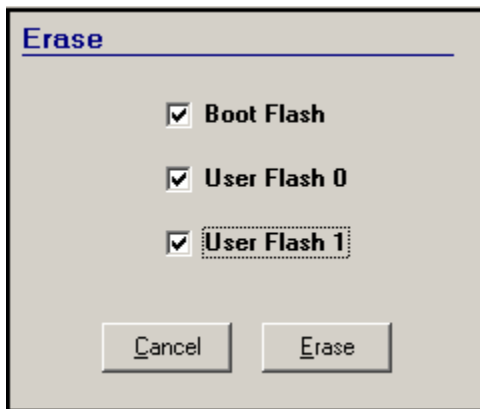 Erase
Boot Flash
User Flash 0
User Flash 1
Cancel Erase